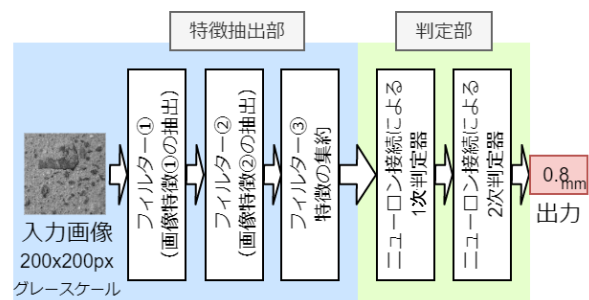 特徴抽出部
判定部
フィルター①
(画像特徴①の抽出)
フィルター②
(画像特徴②の抽出)
フィルター③
特徴の集約
ニューロン接続による
1次判定器
ニューロン接続による
2次判定器
0.8mm
出力
入力画像
200x200px
グレースケール